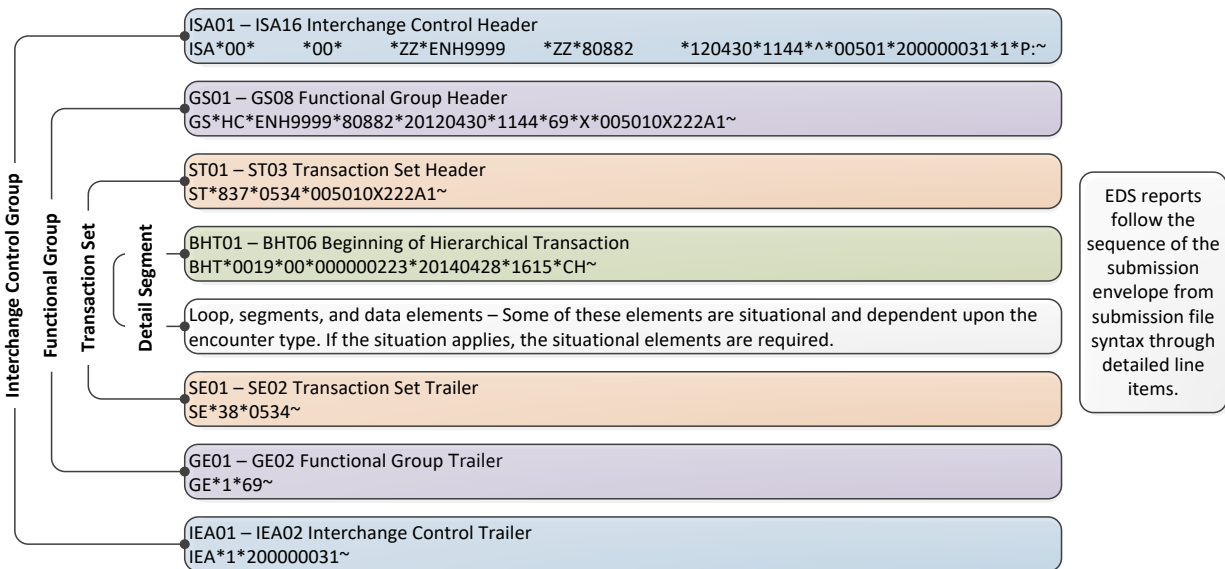 ISA01 – ISA16 Interchange Control Header
ISA*00*          *00*          *ZZ*ENH9999        *ZZ*80882          *120430*1144*^*00501*200000031*1*P:~
GS01 – GS08 Functional Group Header
GS*HC*ENH9999*80882*20120430*1144*69*X*005010X222A1~
ST01 – ST03 Transaction Set Header
ST*837*0534*005010X222A1~
BHT01 – BHT06 Beginning of Hierarchical Transaction
BHT*0019*00*000000223*20140428*1615*CH~
Loop, segments, and data elements – Some of these elements are situational and dependent upon the
encounter type. If the situation applies, the situational elements are required.
SE01 – SE02 Transaction Set Trailer
SE*38*0534~
GE01 – GE02 Functional Group Trailer
GE*1*69~
IEA01 – IEA02 Interchange Control Trailer
IEA*1*200000031~
Interchange Control Group
Functional Group
Transaction Set
Detail Segment
EDS reports
follow the
sequence of the
submission
envelope from
submission file
syntax through
detailed line
items.